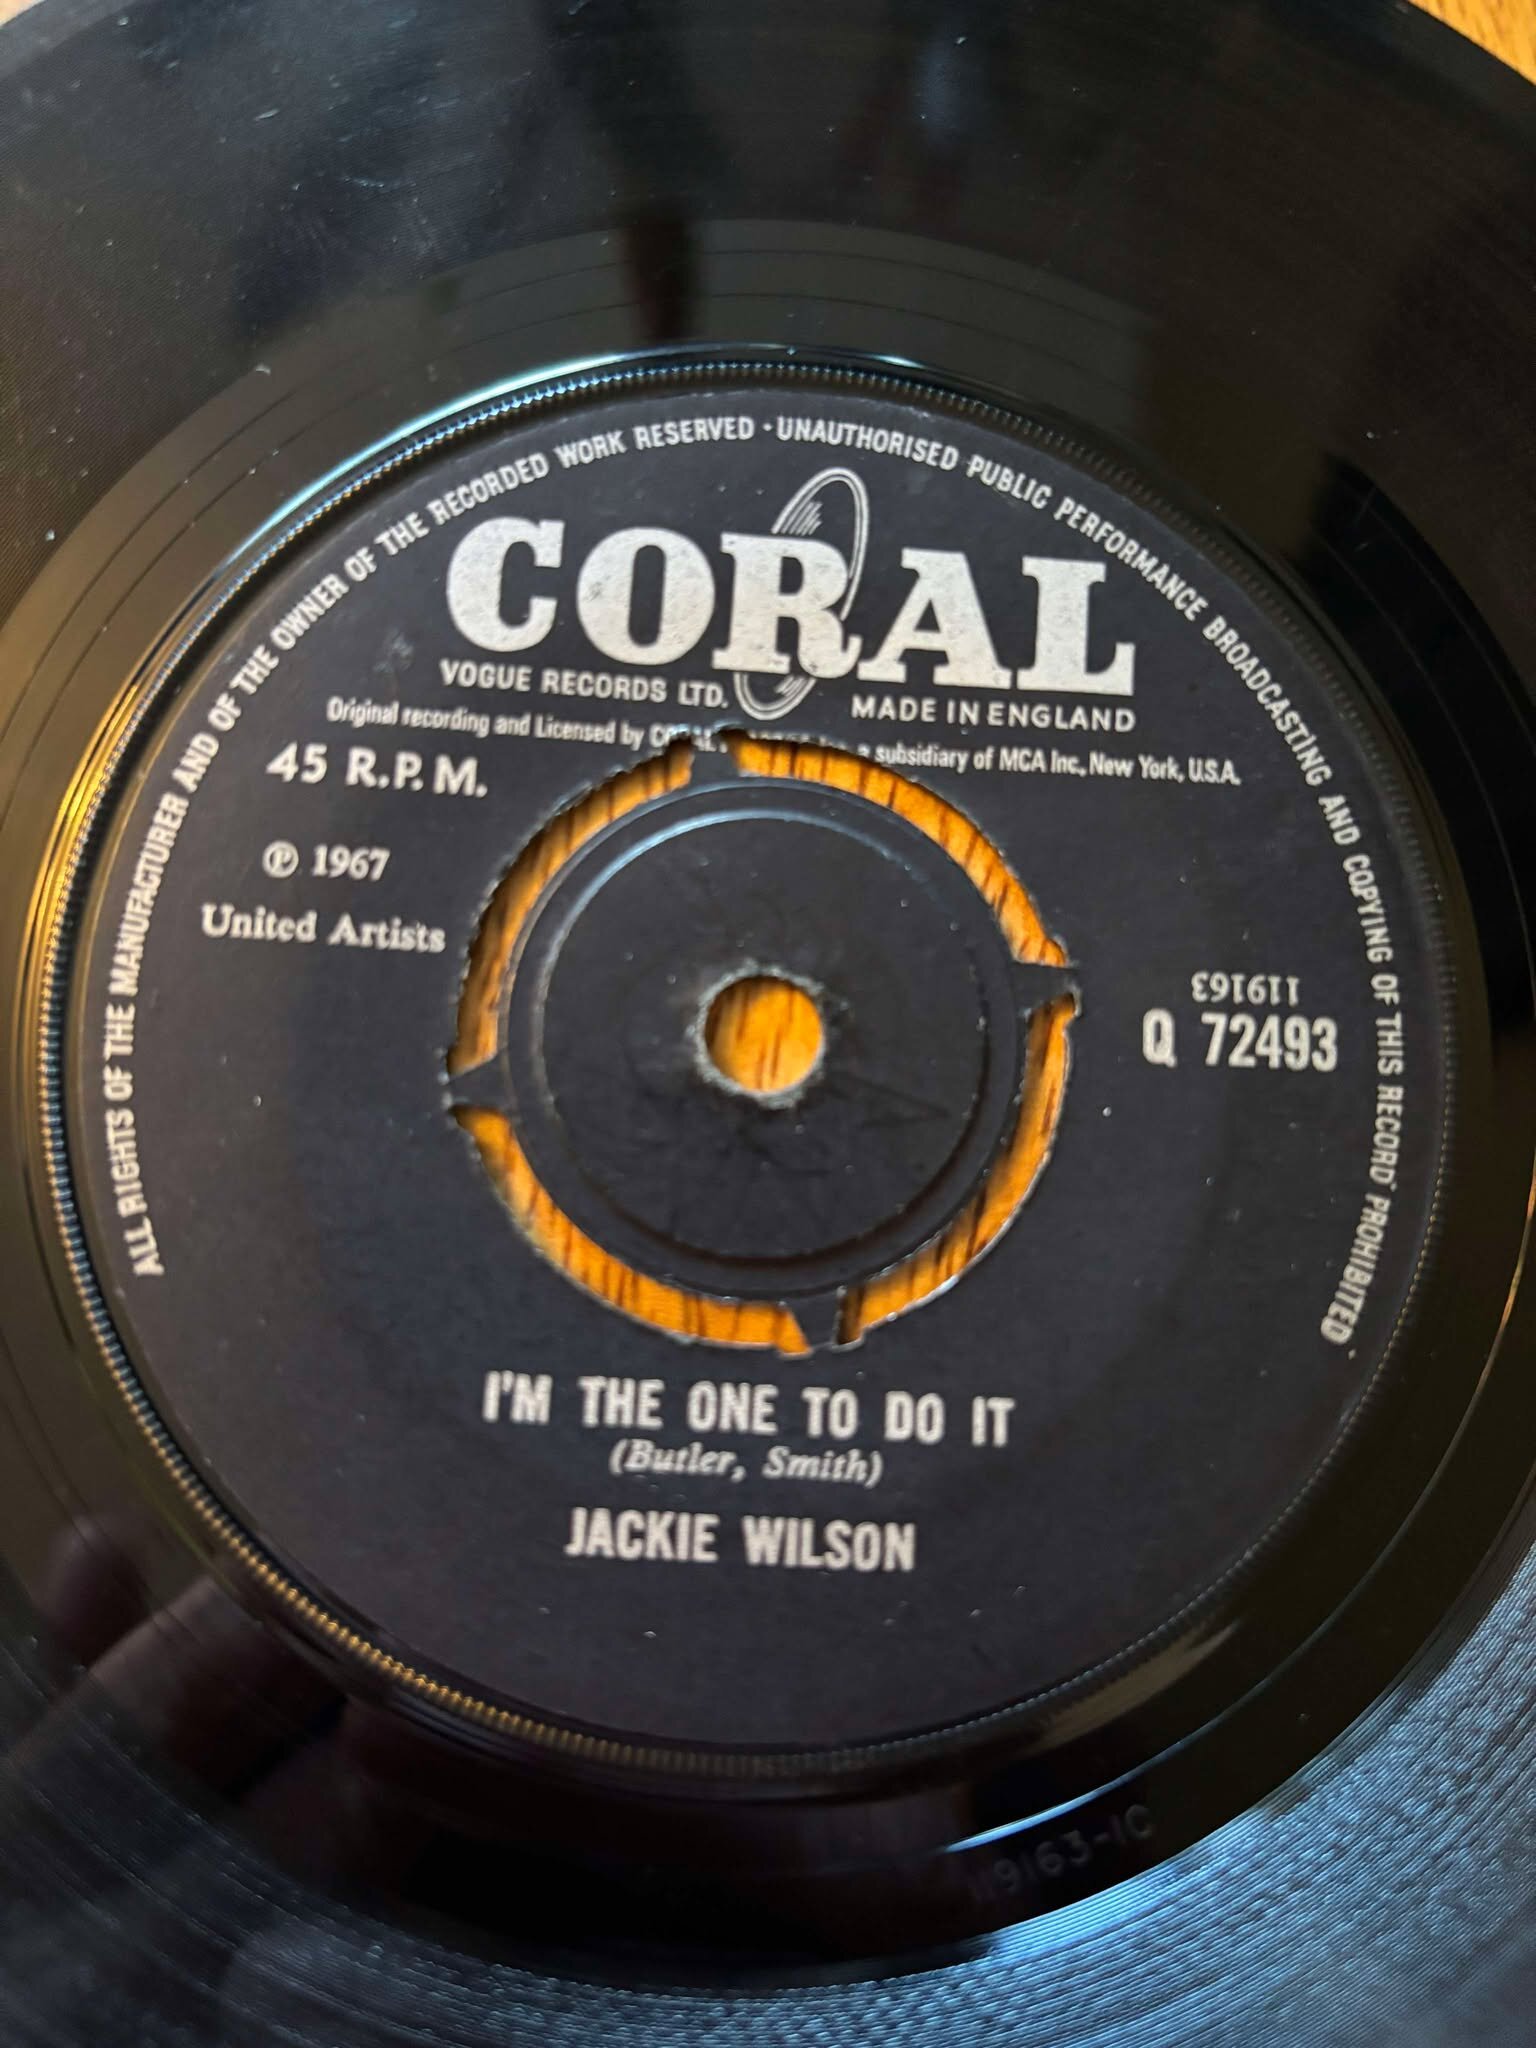 ALL RIGHTS OF THE MANUFACTURER AND OF THE OWNER OF THE RECORDED WORK RESERVED · UNAUTHORISED PUBLIC PERFORMANCE BROADCASTING AND COPYING OF THIS RECORD PROHIBITED
CORAL
VOGUE RECORDS LTD. MADE IN ENGLAND
Original recording and Licensed by CORAL a subsidiary of MCA Inc., New York, U.S.A.
45 R.P.M.
℗ 1967
United Artists
119163
Q 72493
I'M THE ONE TO DO IT
(Butler, Smith)
JACKIE WILSON
119163-1C